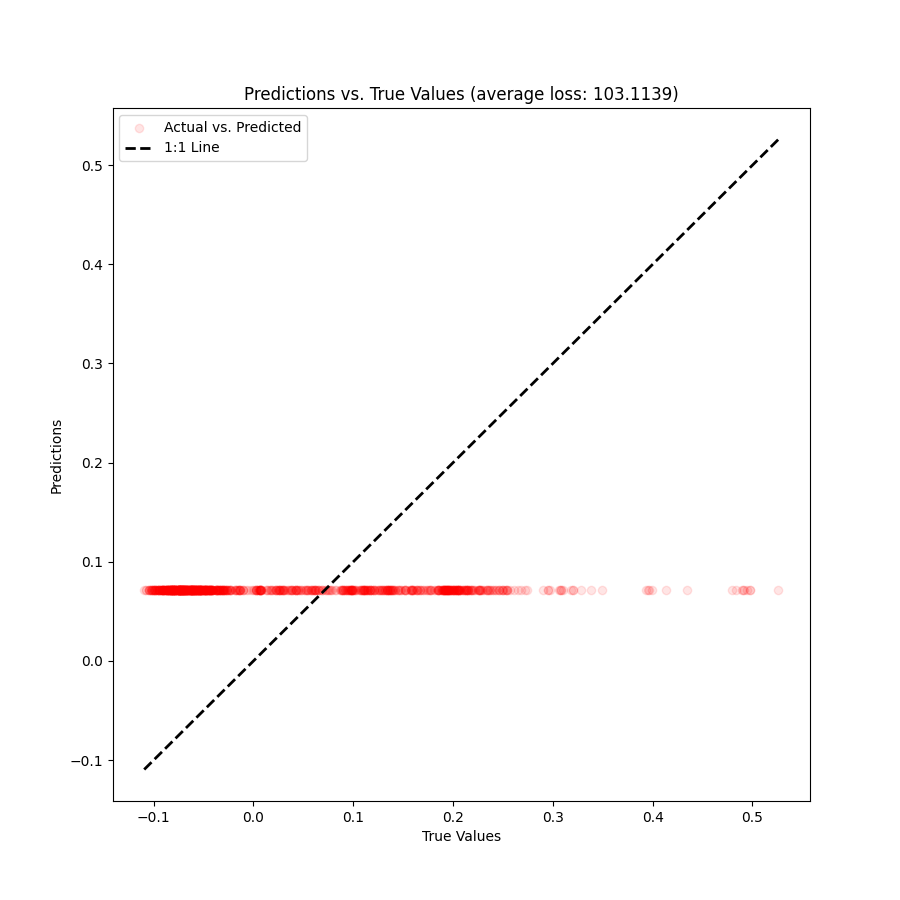 Predictions vs. True Values (average loss: 103.1139)
Actual vs. Predicted
1:1 Line
0.5
0.4
0.3
0.2
0.1
0.0
−0.1
Predictions
−0.1 0.0 0.1 0.2 0.3 0.4 0.5
True Values